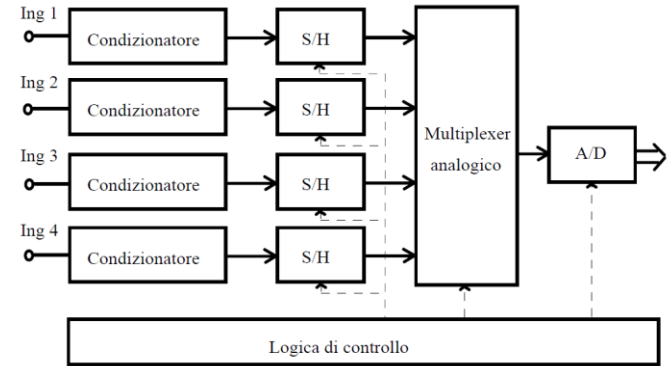 Ing 1
Condizionatore
S/H
Ing 2
Condizionatore
S/H
Ing 3
Condizionatore
S/H
Ing 4
Condizionatore
S/H
Multiplexer
analogico
A/D
Logica di controllo